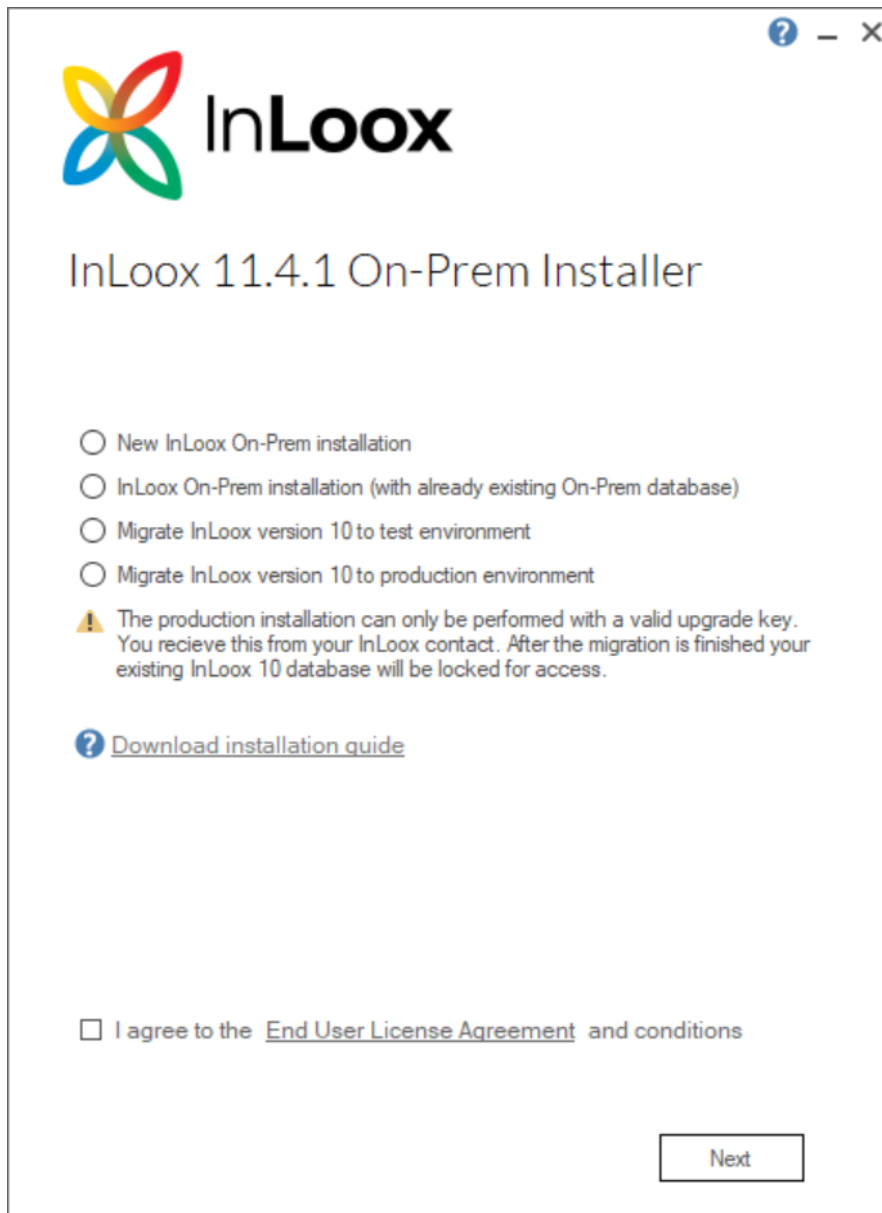 InLoox
InLoox 11.4.1 On-Prem Installer
New InLoox On-Prem installation
InLoox On-Prem installation (with already existing On-Prem database)
Migrate InLoox version 10 to test environment
Migrate InLoox version 10 to production environment
The production installation can only be performed with a valid upgrade key.
You recieve this from your InLoox contact. After the migration is finished your
existing InLoox 10 database will be locked for access.
Download installation guide
I agree to the End User License Agreement and conditions
Next